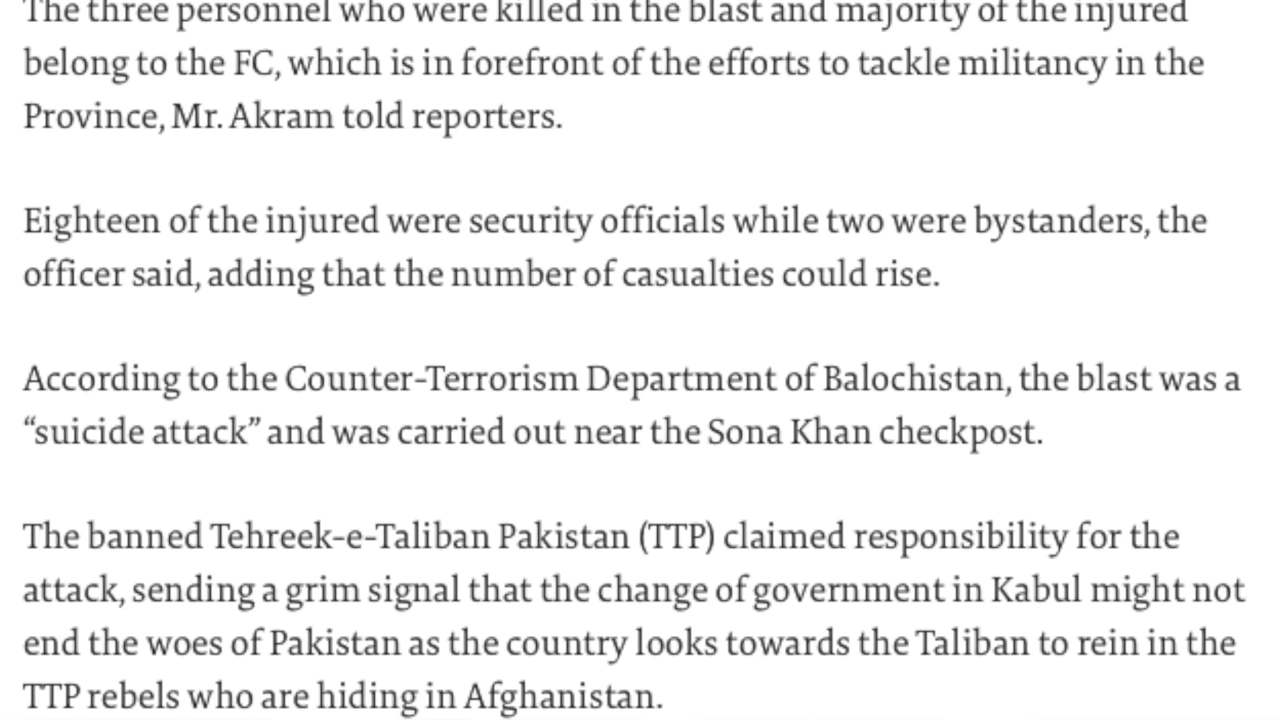 The three personnel who were killed in the blast and majority of the injured
belong to the FC, which is in forefront of the efforts to tackle militancy in the
Province, Mr. Akram told reporters.
Eighteen of the injured were security officials while two were bystanders, the
officer said, adding that the number of casualties could rise.
According to the Counter-Terrorism Department of Balochistan, the blast was a
“suicide attack” and was carried out near the Sona Khan checkpost.
The banned Tehreek-e-Taliban Pakistan (TTP) claimed responsibility for the
attack, sending a grim signal that the change of government in Kabul might not
end the woes of Pakistan as the country looks towards the Taliban to rein in the
TTP rebels who are hiding in Afghanistan.